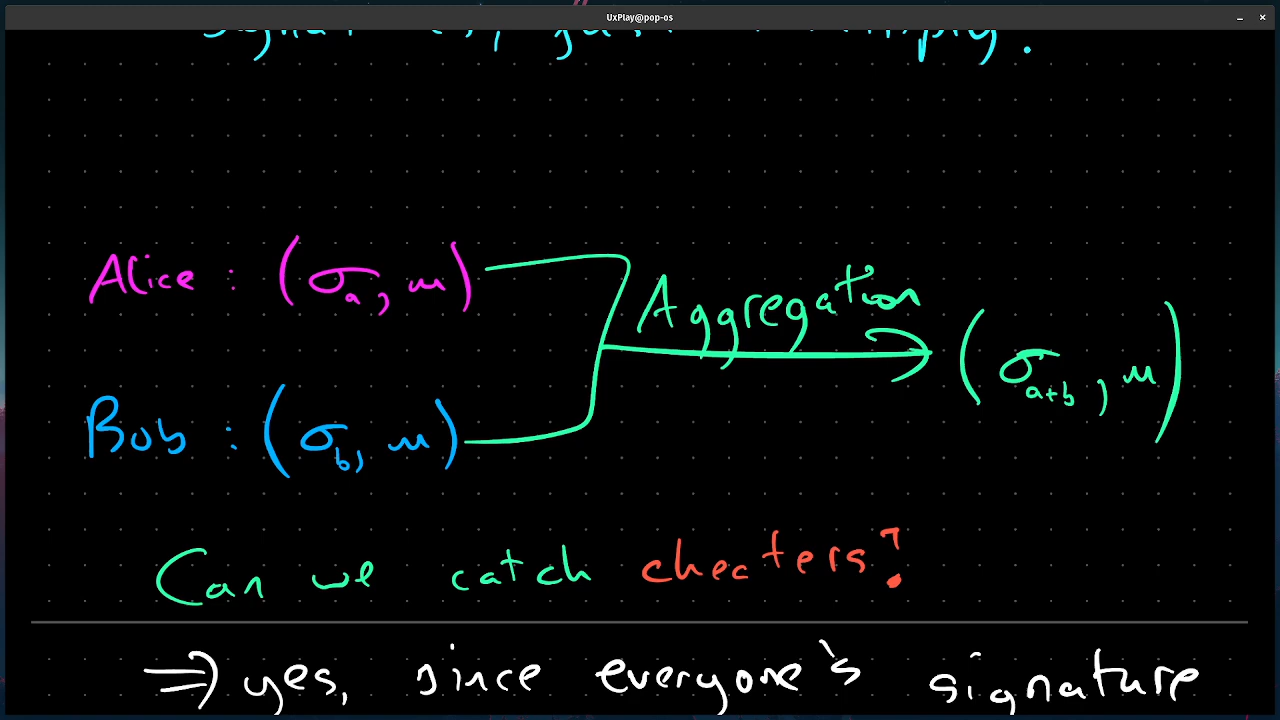 UxPlay@pop-os
Alice : (σa, m)
Aggregation
(σa+b, m)
Bob : (σb, m)
Can we catch cheaters?
⇒ yes, since everyone's signature